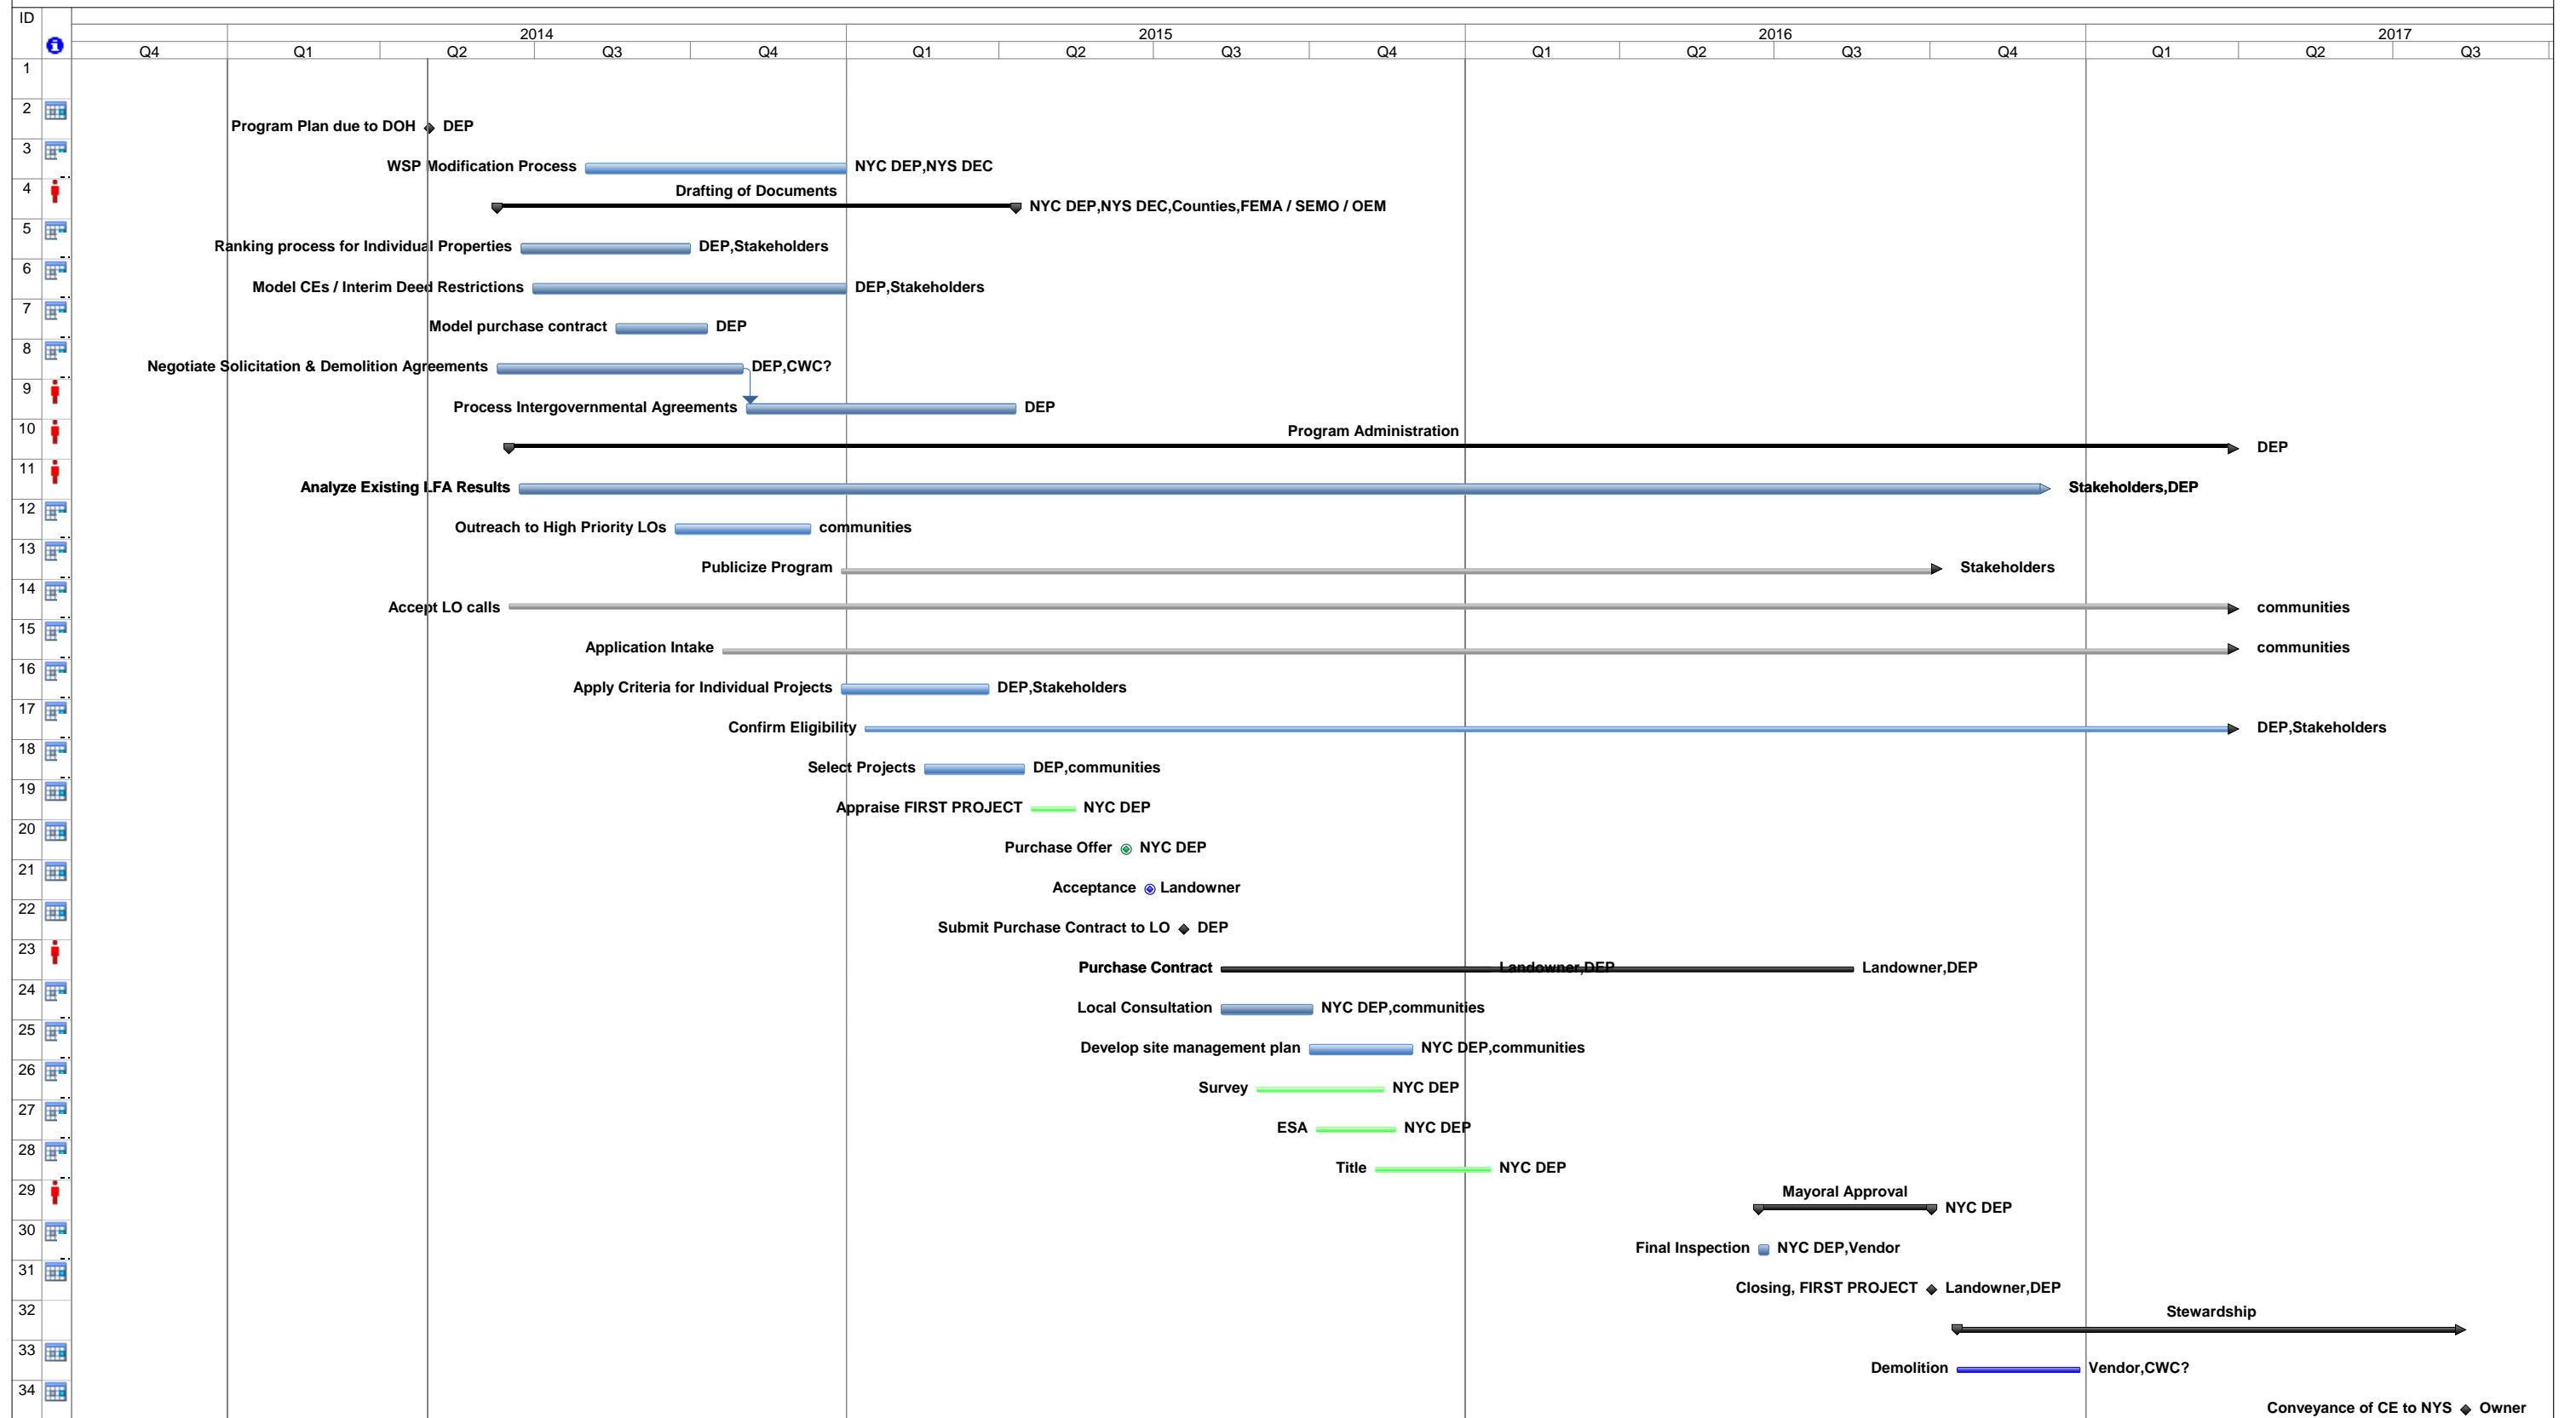 ID
2014 2015 2016 2017
Q4 Q1 Q2 Q3 Q4 Q1 Q2 Q3 Q4 Q1 Q2 Q3 Q4 Q1 Q2 Q3
1
2
Program Plan due to DOH DEP
3
WSP Modification Process NYC DEP,NYS DEC
4
Drafting of Documents
NYC DEP,NYS DEC,Counties,FEMA / SEMO / OEM
5
Ranking process for Individual Properties DEP,Stakeholders
6
Model CEs / Interim Deed Restrictions DEP,Stakeholders
7
Model purchase contract DEP
8
Negotiate Solicitation & Demolition Agreements DEP,CWC?
9
Process Intergovernmental Agreements DEP
10
Program Administration
DEP
11
Analyze Existing LFA Results Stakeholders,DEP
12
Outreach to High Priority LOs communities
13
Publicize Program Stakeholders
14
Accept LO calls communities
15
Application Intake communities
16
Apply Criteria for Individual Projects DEP,Stakeholders
17
Confirm Eligibility DEP,Stakeholders
18
Select Projects DEP,communities
19
Appraise FIRST PROJECT NYC DEP
20
Purchase Offer NYC DEP
21
Acceptance Landowner
22
Submit Purchase Contract to LO DEP
23
Purchase Contract Landowner,DEP Landowner,DEP
24
Local Consultation NYC DEP,communities
25
Develop site management plan NYC DEP,communities
26
Survey NYC DEP
27
ESA NYC DEP
28
Title NYC DEP
29
Mayoral Approval
NYC DEP
30
Final Inspection NYC DEP,Vendor
31
Closing, FIRST PROJECT Landowner,DEP
32
Stewardship
33
Demolition Vendor,CWC?
34
Conveyance of CE to NYS Owner